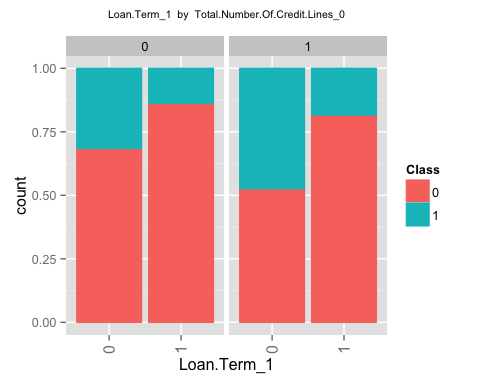 Loan.Term_1 by Total.Number.Of.Credit.Lines_0
0 1
1.00
0.75
0.50
0.25
0.00
count
0 1 0 1
Loan.Term_1
Class
0
1